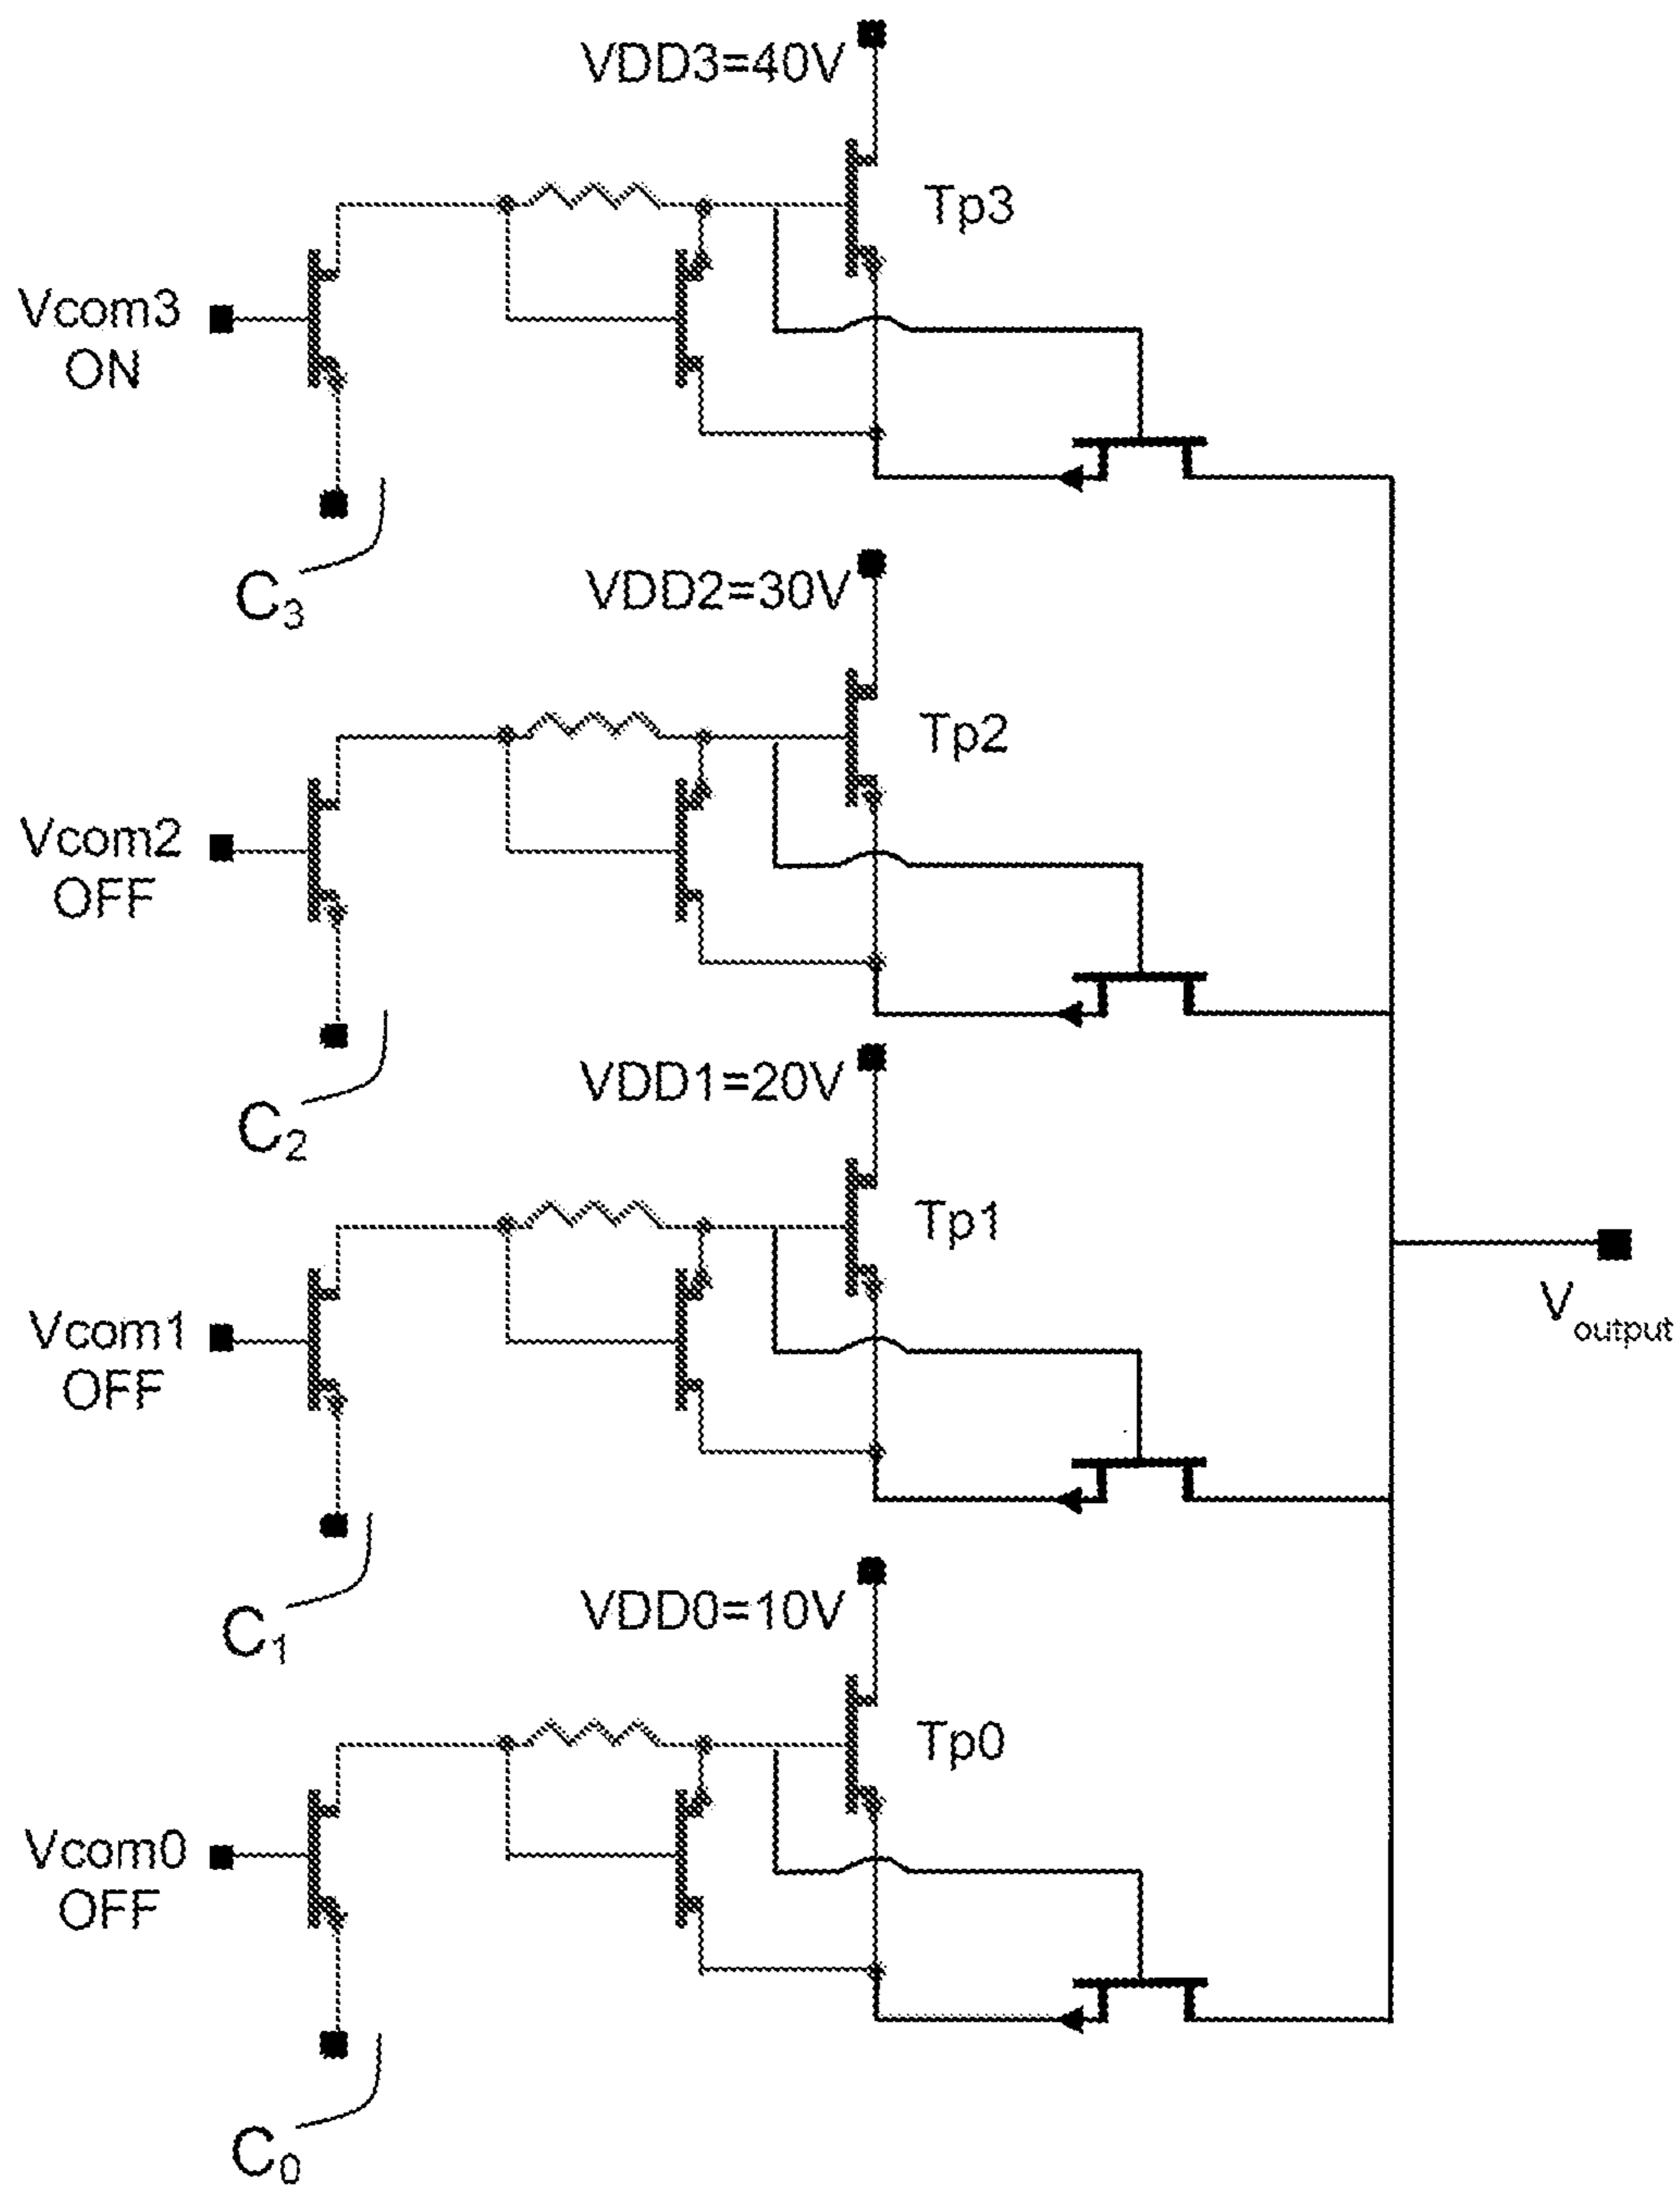 VDD3=40V
Tp3
Vcom3
ON
C3
VDD2=30V
Tp2
Vcom2
OFF
C2
VDD1=20V
Tp1
Vcom1
OFF
Voutput
C1
VDD0=10V
Tp0
Vcom0
OFF
C0